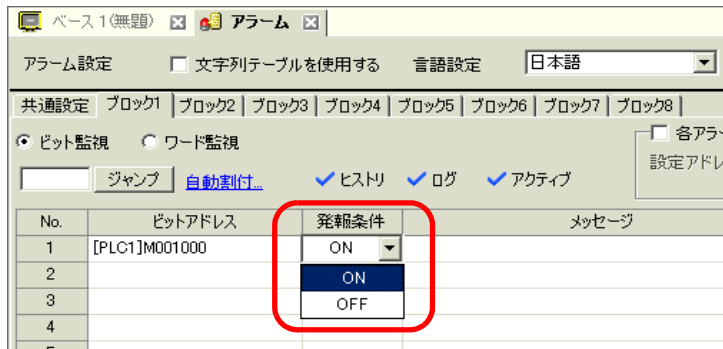 ベース 1(無題) アラーム
アラーム設定 文字列テーブルを使用する 言語設定 日本語
共通設定 ブロック1 ブロック2 ブロック3 ブロック4 ブロック5 ブロック6 ブロック7 ブロック8
ビット監視 ワード監視 各アラー
ジャンプ 自動割付... ヒストリ ログ アクティブ 設定アドレ
No. ビットアドレス 発報条件 メッセージ
1 [PLC1]M001000 ON
2 ON
3 OFF
4